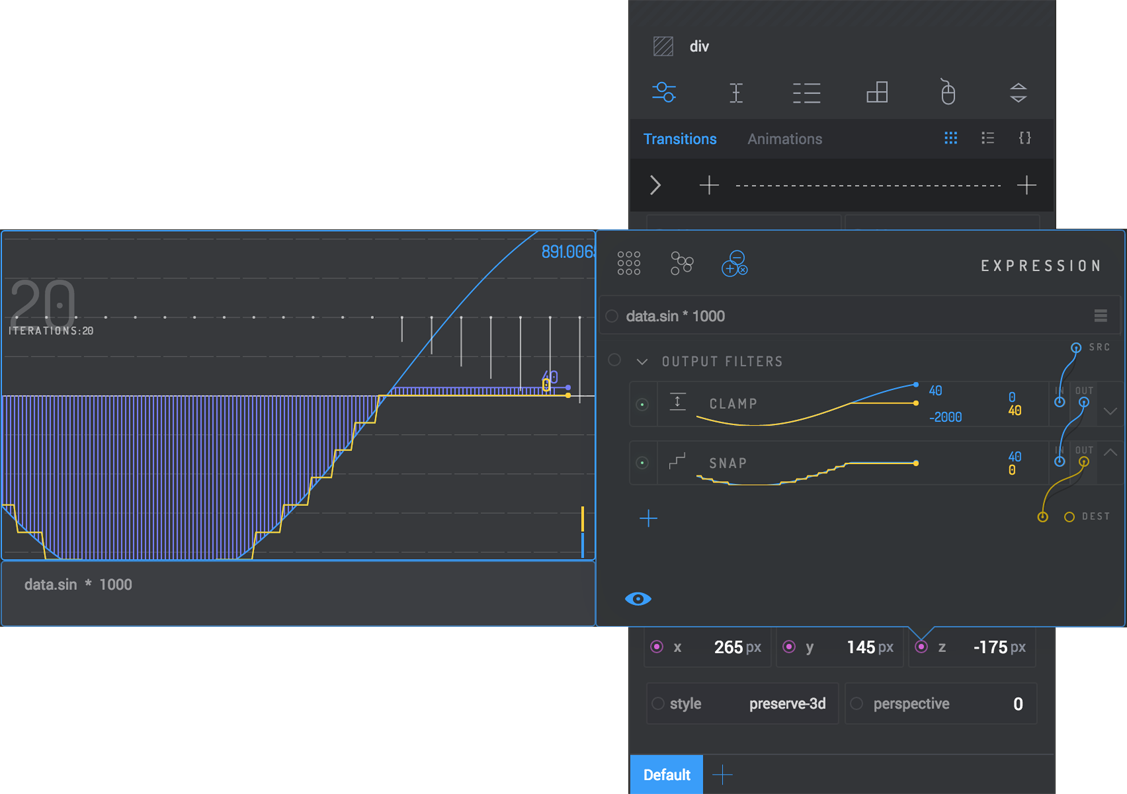 div
Transitions Animations {}
891.006
EXPRESSION
20
ITERATIONS:20
data.sin * 1000
SRC
OUTPUT FILTERS
40
0
CLAMP 40 -2000 0 40 IN OUT
SNAP 40 0 IN OUT
DEST
data.sin * 1000
x 265 px y 145 px z -175 px
style preserve-3d perspective 0
Default